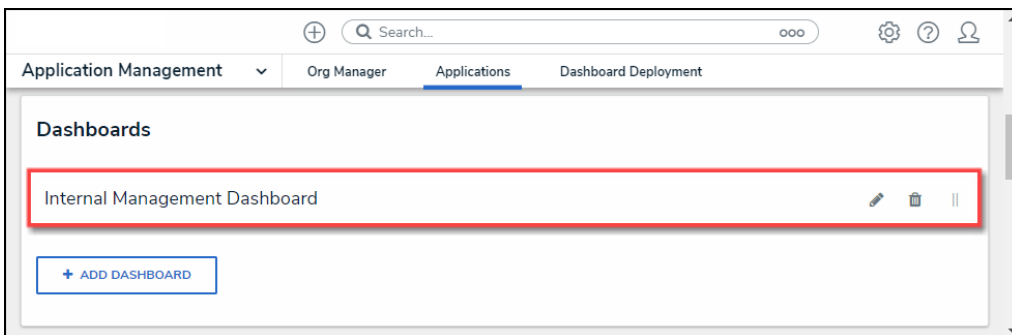 Search...
Application Management Org Manager Applications Dashboard Deployment
Dashboards
Internal Management Dashboard
+ ADD DASHBOARD